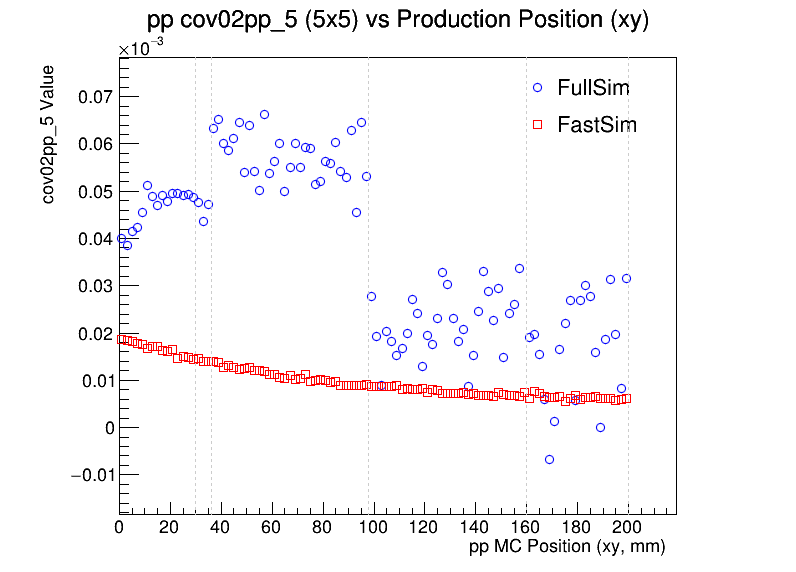 pp cov02pp_5 (5x5) vs Production Position (xy)
×10⁻³
cov02pp_5 Value
FullSim
FastSim
0.07
0.06
0.05
0.04
0.03
0.02
0.01
0
−0.01
0 20 40 60 80 100 120 140 160 180 200
pp MC Position (xy, mm)